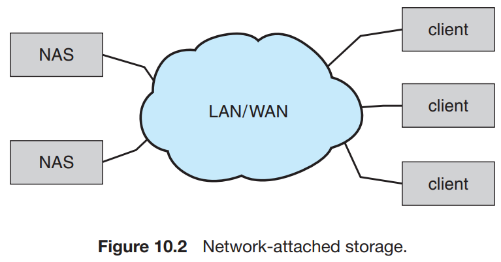 NAS
NAS
LAN/WAN
client
client
client
Figure 10.2 Network-attached storage.